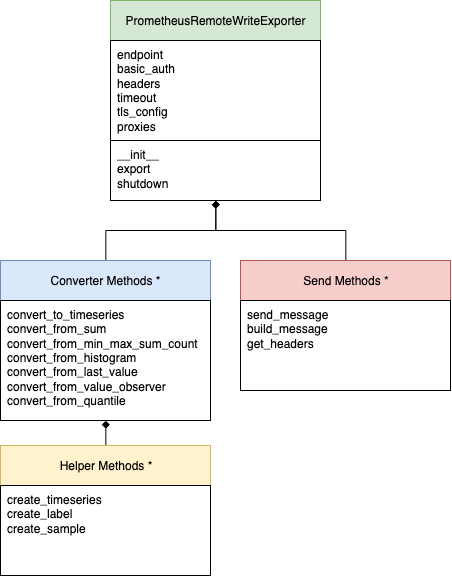 PrometheusRemoteWriteExporter
endpoint
basic_auth
headers
timeout
tls_config
proxies
__init__
export
shutdown
Converter Methods *
convert_to_timeseries
convert_from_sum
convert_from_min_max_sum_count
convert_from_histogram
convert_from_last_value
convert_from_value_observer
convert_from_quantile
Send Methods *
send_message
build_message
get_headers
Helper Methods *
create_timeseries
create_label
create_sample